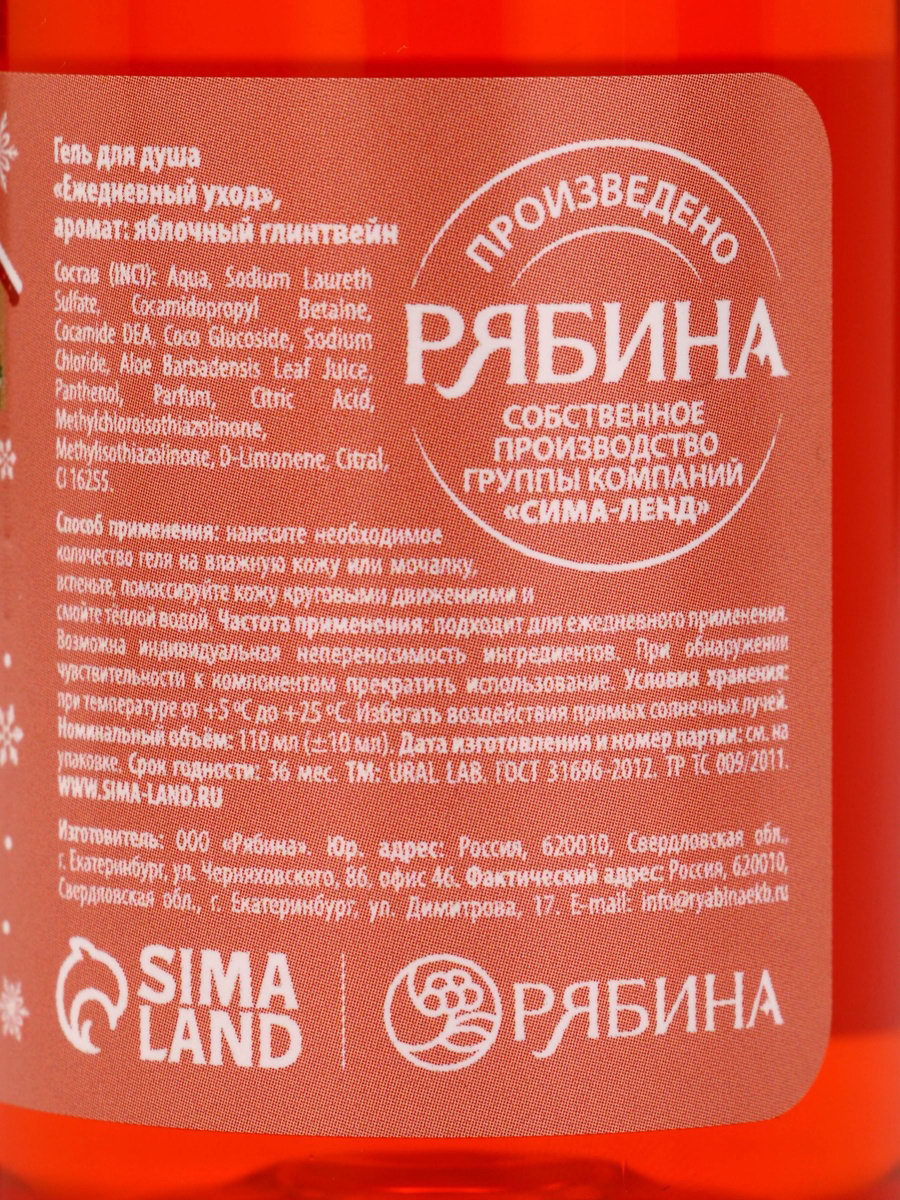 Гель для душа
«Ежедневный уход»,
аромат: яблочный глинтвейн
Состав (INCI): Aqua, Sodium Laureth
Sulfate, Cocamidopropyl Betaine,
Cocamide DEA, Coco Glucoside, Sodium
Chloride, Aloe Barbadensis Leaf Juice,
Panthenol, Parfum, Citric Acid,
Methylchloroisothiazolinone,
Methylisothiazolinone, D-Limonene, Citral,
CI 16255.
ПРОИЗВЕДЕНО
РЯБИНА
СОБСТВЕННОЕ
ПРОИЗВОДСТВО
ГРУППЫ КОМПАНИЙ
«СИМА-ЛЕНД»
Способ применения: нанесите необходимое
количество геля на влажную кожу или мочалку,
вспеньте, помассируйте кожу круговыми движениями и
смойте тёплой водой. Частота применения: подходит для ежедневного применения.
Возможна индивидуальная непереносимость ингредиентов. При обнаружении
чувствительности к компонентам прекратить использование. Условия хранения:
при температуре от +5 °C до +25 °C. Избегать воздействия прямых солнечных лучей.
Номинальный объём: 110 мл (±10 мл). Дата изготовления и номер партии: см. на
упаковке. Срок годности: 36 мес. ТМ: URAL LAB. ГОСТ 31696-2012. ТР ТС 009/2011.
WWW.SIMA-LAND.RU
Изготовитель: ООО «Рябина». Юр. адрес: Россия, 620010, Свердловская обл.,
г. Екатеринбург, ул. Черняховского, 86, офис 46. Фактический адрес: Россия, 620010,
Свердловская обл., г. Екатеринбург, ул. Димитрова, 17. E-mail: info@ryabinaekb.ru
SIMA
LAND
РЯБИНА